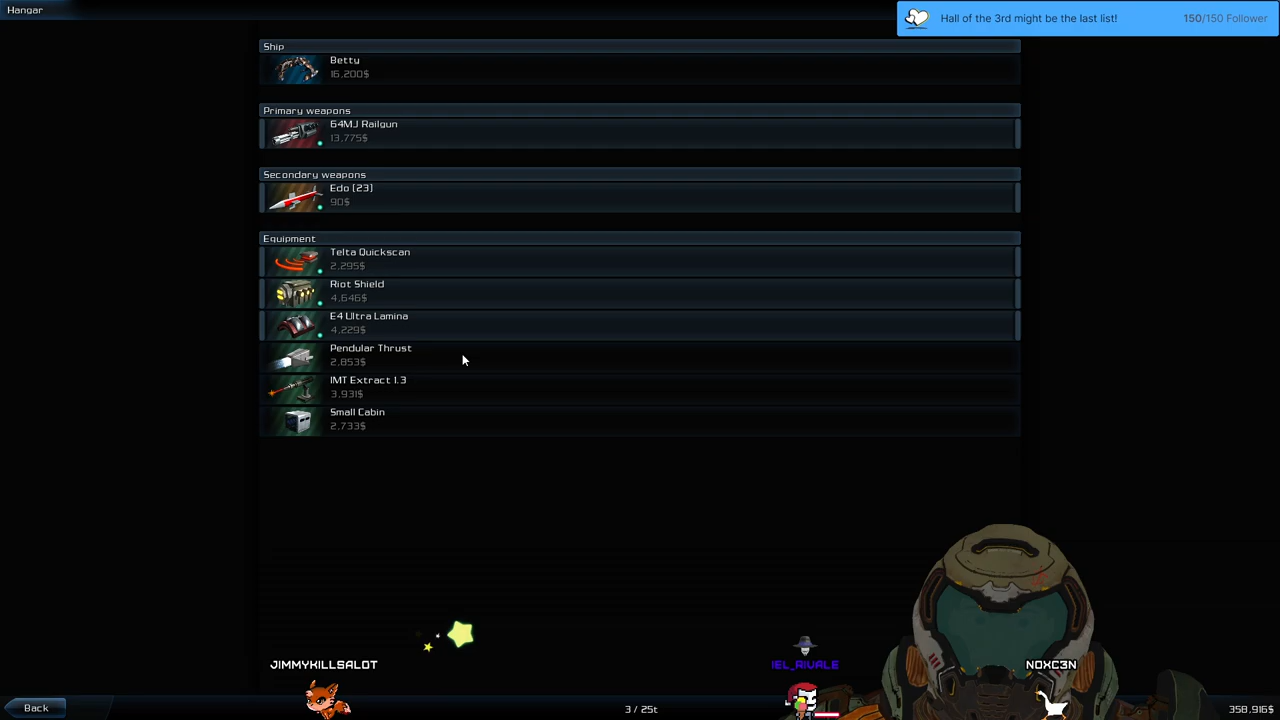 Hangar
Hall of the 3rd might be the last list! 150/150 Follower
Ship
Betty
16,200$
Primary weapons
64MJ Railgun
13,775$
Secondary weapons
Edo [23]
90$
Equipment
Telta Quickscan
2,295$
Riot Shield
4,646$
E4 Ultra Lamina
4,229$
Pendular Thrust
2,853$
IMT Extract 1.3
3,931$
Small Cabin
2,733$
JIMMYKILLSALOT
IEL_RIVALE
N0XC3N
Back
3 / 25t
358,916$